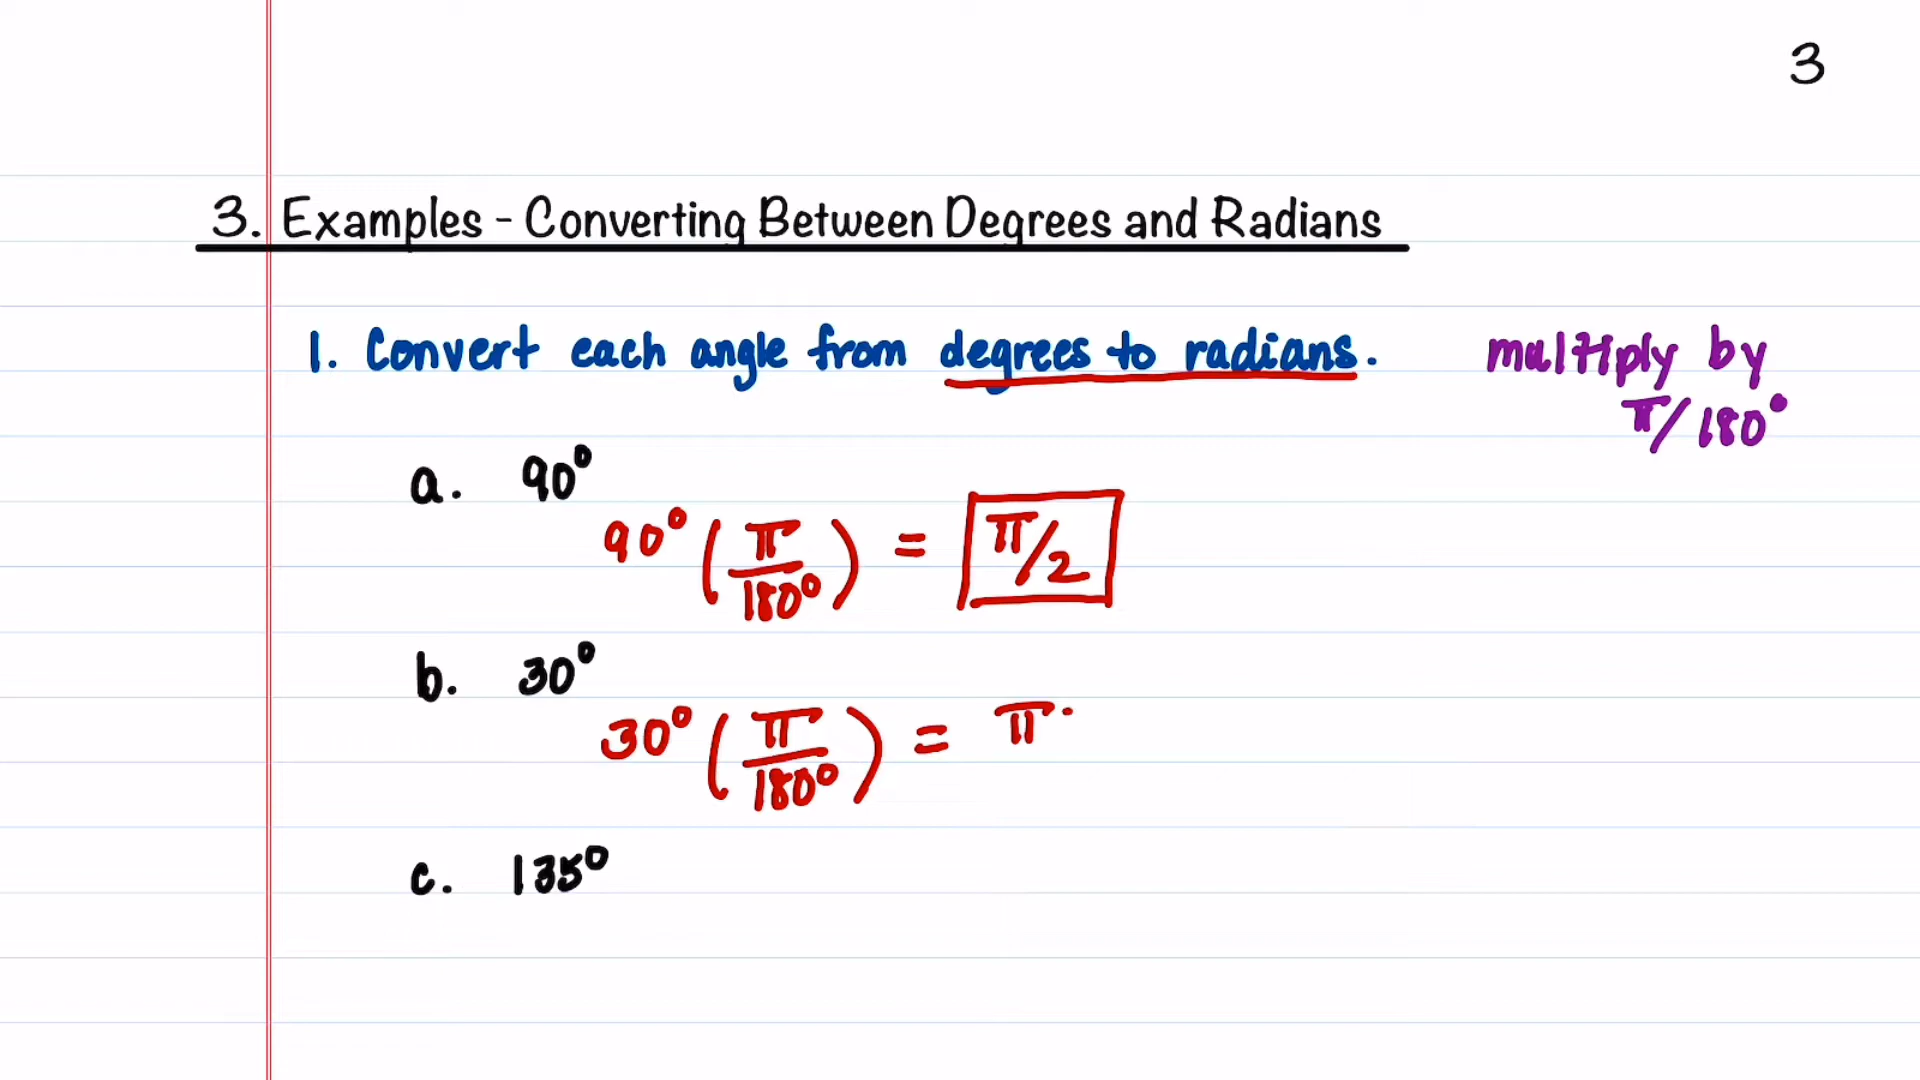 3
3. Examples - Converting Between Degrees and Radians
1. Convert each angle from degrees to radians.
multiply by
π/180°
a. 90°
90° (π/180°) = π/2
b. 30°
30° (π/180°) = π
c. 135°